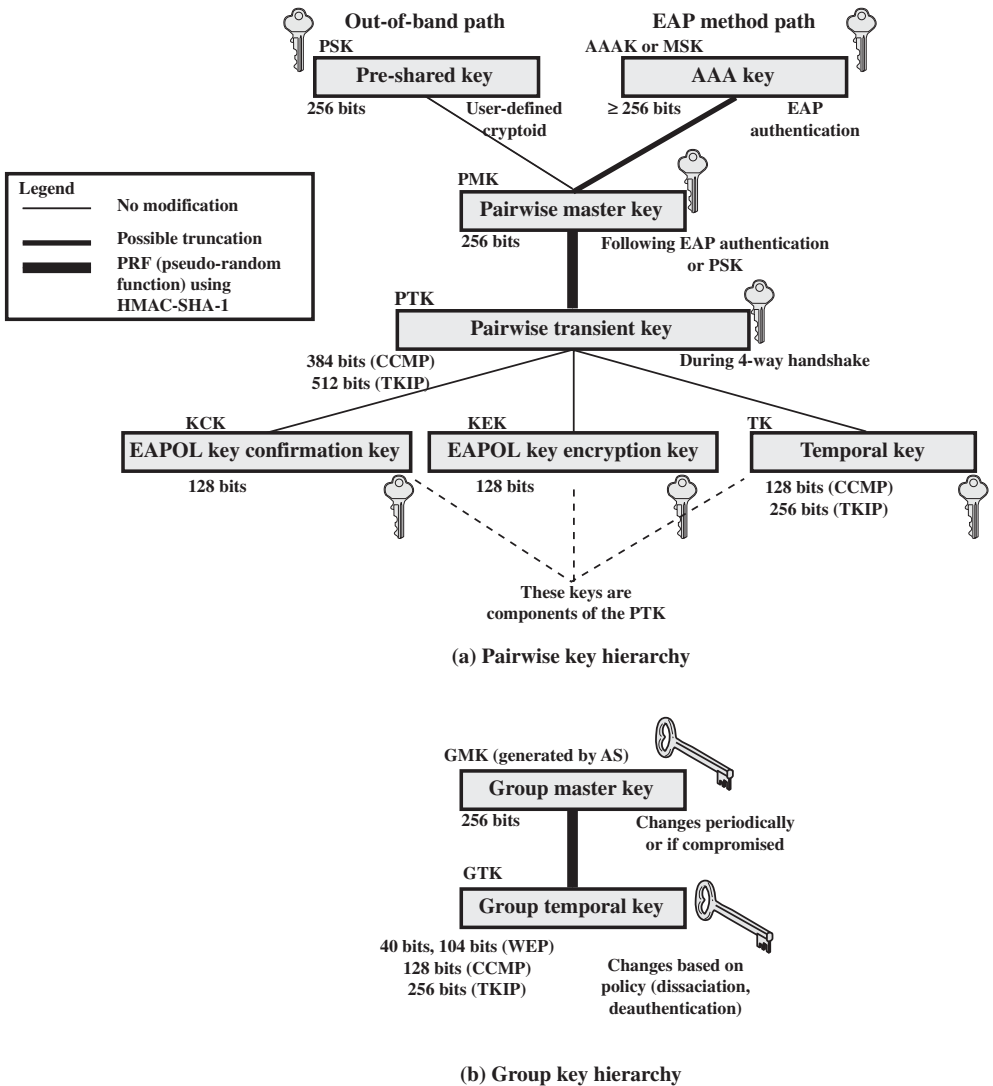 Out-of-band path
EAP method path
PSK
AAAK or MSK
Pre-shared key
AAA key
256 bits
User-defined
cryptoid
≥ 256 bits
EAP
authentication
Legend
No modification
Possible truncation
PRF (pseudo-random
function) using
HMAC-SHA-1
PMK
Pairwise master key
256 bits
Following EAP authentication
or PSK
PTK
Pairwise transient key
384 bits (CCMP)
512 bits (TKIP)
During 4-way handshake
KCK
KEK
TK
EAPOL key confirmation key
EAPOL key encryption key
Temporal key
128 bits
128 bits
128 bits (CCMP)
256 bits (TKIP)
These keys are
components of the PTK
(a) Pairwise key hierarchy
GMK (generated by AS)
Group master key
256 bits
Changes periodically
or if compromised
GTK
Group temporal key
40 bits, 104 bits (WEP)
128 bits (CCMP)
256 bits (TKIP)
Changes based on
policy (dissaciation,
deauthentication)
(b) Group key hierarchy